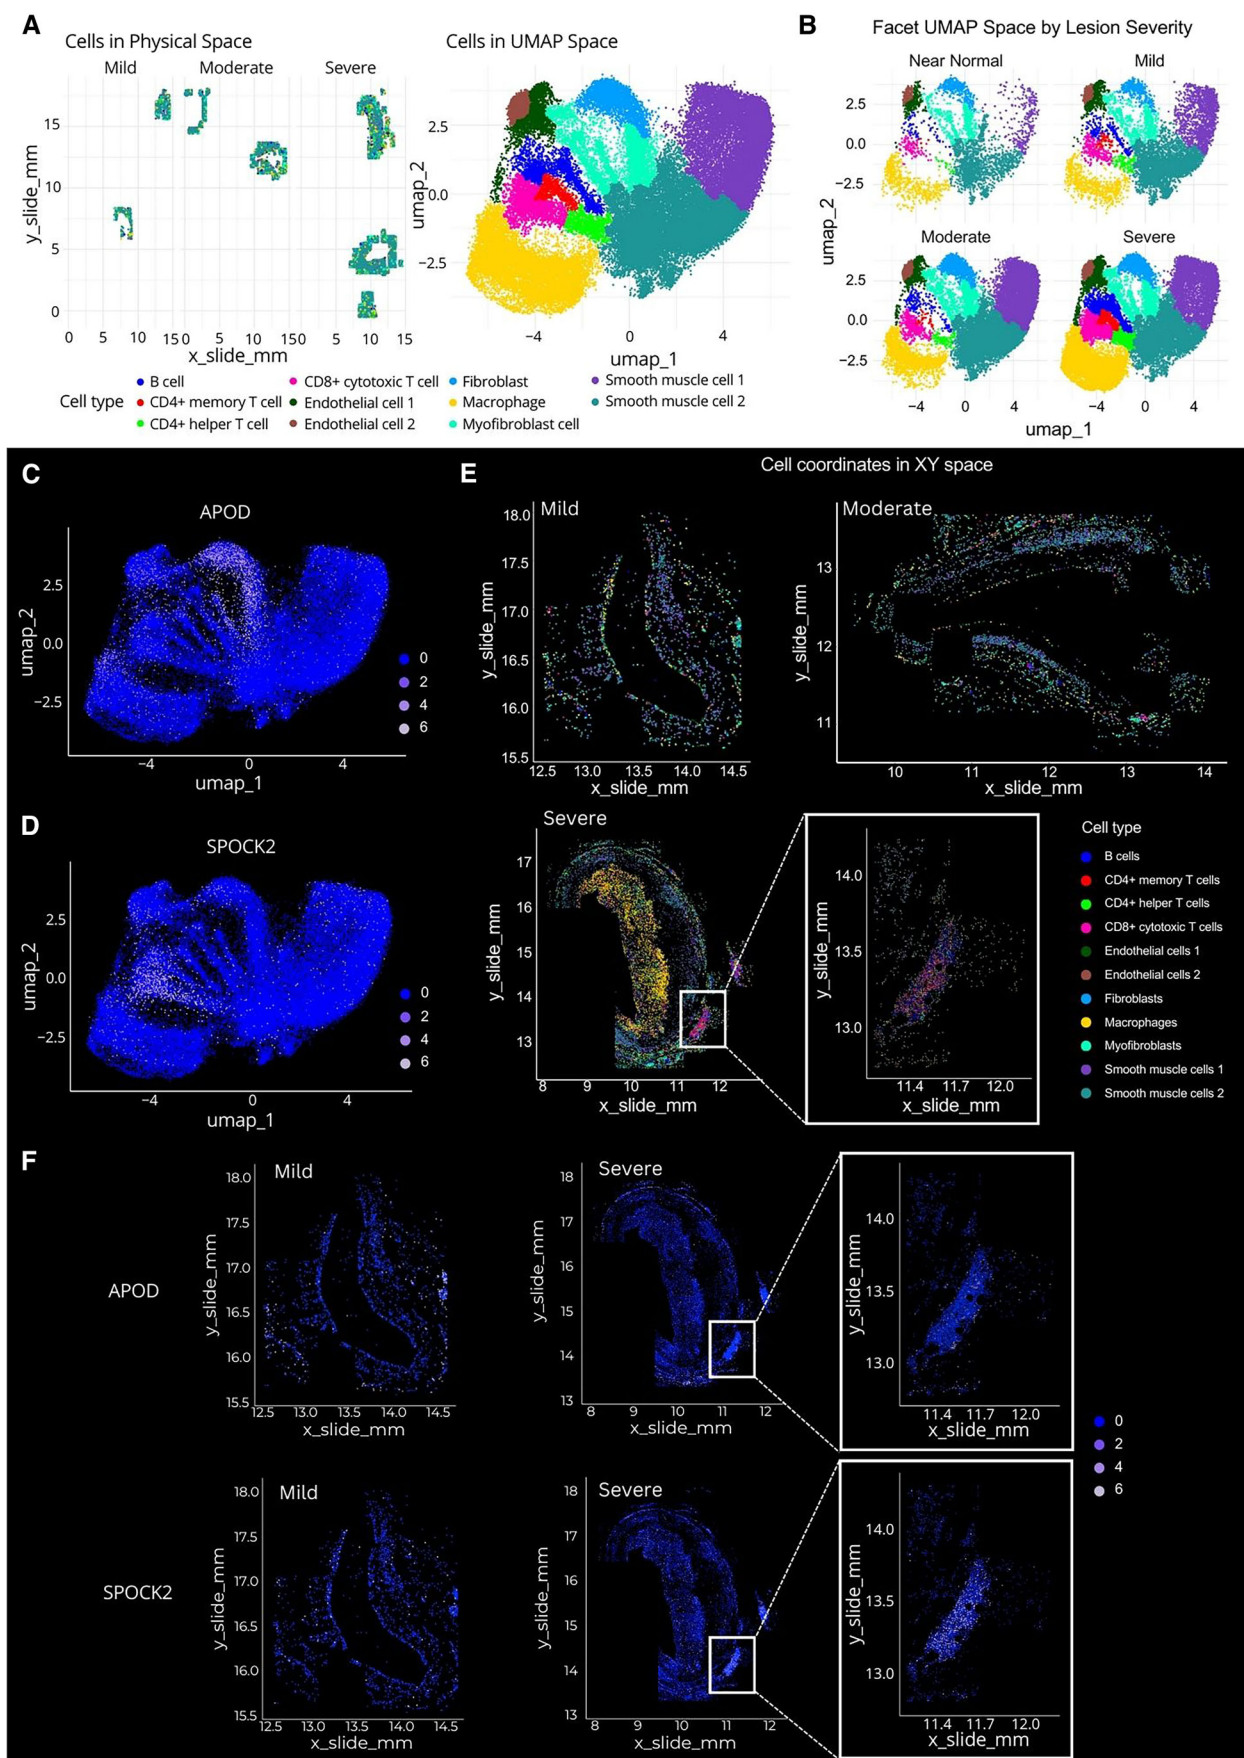 A
Cells in Physical Space
Mild Moderate Severe
15
10
5
0
y_slide_mm
0 5 10 15 0 5 10 15 0 5 10 15
x_slide_mm
Cells in UMAP Space
2.5
0.0
−2.5
umap_2
−4 0 4
umap_1
Cell type
B cell
CD4+ memory T cell
CD4+ helper T cell
CD8+ cytotoxic T cell
Endothelial cell 1
Endothelial cell 2
Fibroblast
Macrophage
Myofibroblast cell
Smooth muscle cell 1
Smooth muscle cell 2
B
Facet UMAP Space by Lesion Severity
Near Normal Mild
2.5
0.0
−2.5
umap_2
Moderate Severe
2.5
0.0
−2.5
−4 0 4 −4 0 4
umap_1
C
APOD
2.5
0.0
−2.5
umap_2
−4 0 4
umap_1
0
2
4
6
D
SPOCK2
2.5
0.0
−2.5
umap_2
−4 0 4
umap_1
0
2
4
6
E
Cell coordinates in XY space
Mild
18.0
17.5
17.0
16.5
16.0
15.5
y_slide_mm
12.5 13.0 13.5 14.0 14.5
x_slide_mm
Moderate
13
12
11
y_slide_mm
10 11 12 13 14
x_slide_mm
Severe
17
16
15
14
13
y_slide_mm
8 9 10 11 12
x_slide_mm
14.0
13.5
13.0
y_slide_mm
11.4 11.7 12.0
x_slide_mm
Cell type
B cells
CD4+ memory T cells
CD4+ helper T cells
CD8+ cytotoxic T cells
Endothelial cells 1
Endothelial cells 2
Fibroblasts
Macrophages
Myofibroblasts
Smooth muscle cells 1
Smooth muscle cells 2
F
APOD
Mild
18.0
17.5
17.0
16.5
16.0
15.5
y_slide_mm
12.5 13.0 13.5 14.0 14.5
x_slide_mm
Severe
18
17
16
15
14
13
y_slide_mm
8 9 10 11 12
x_slide_mm
14.0
13.5
13.0
y_slide_mm
11.4 11.7 12.0
x_slide_mm
0
2
4
6
SPOCK2
Mild
18.0
17.5
17.0
16.5
16.0
15.5
y_slide_mm
12.5 13.0 13.5 14.0 14.5
x_slide_mm
Severe
18
17
16
15
14
13
y_slide_mm
8 9 10 11 12
x_slide_mm
14.0
13.5
13.0
y_slide_mm
11.4 11.7 12.0
x_slide_mm